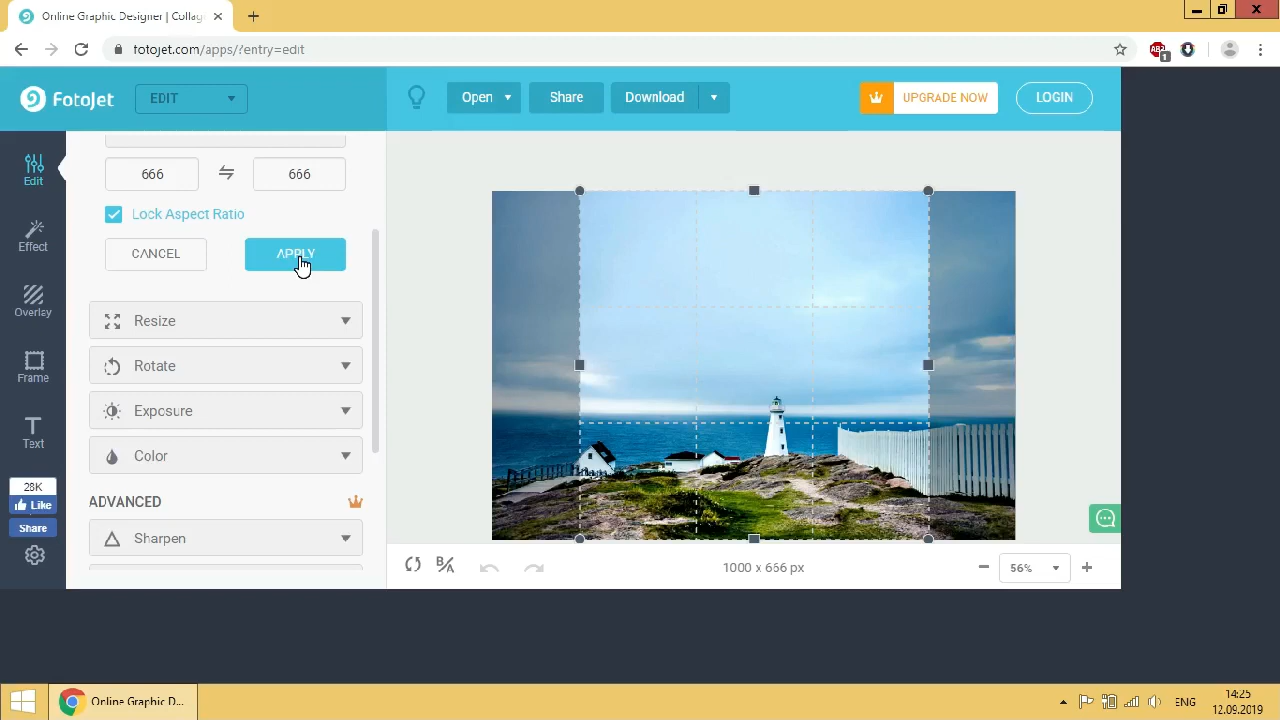 Online Graphic Designer | Collag
fotojet.com/apps/?entry=edit
ABP
1
FotoJet
EDIT
Open
Share
Download
UPGRADE NOW
LOGIN
Edit
Effect
Overlay
Frame
Text
28K
Like
Share
666
666
Lock Aspect Ratio
CANCEL
APPLY
Resize
Rotate
Exposure
Color
ADVANCED
Sharpen
B/A
1000 x 666 px
56%
Online Graphic D...
ENG
14:25
12.09.2019